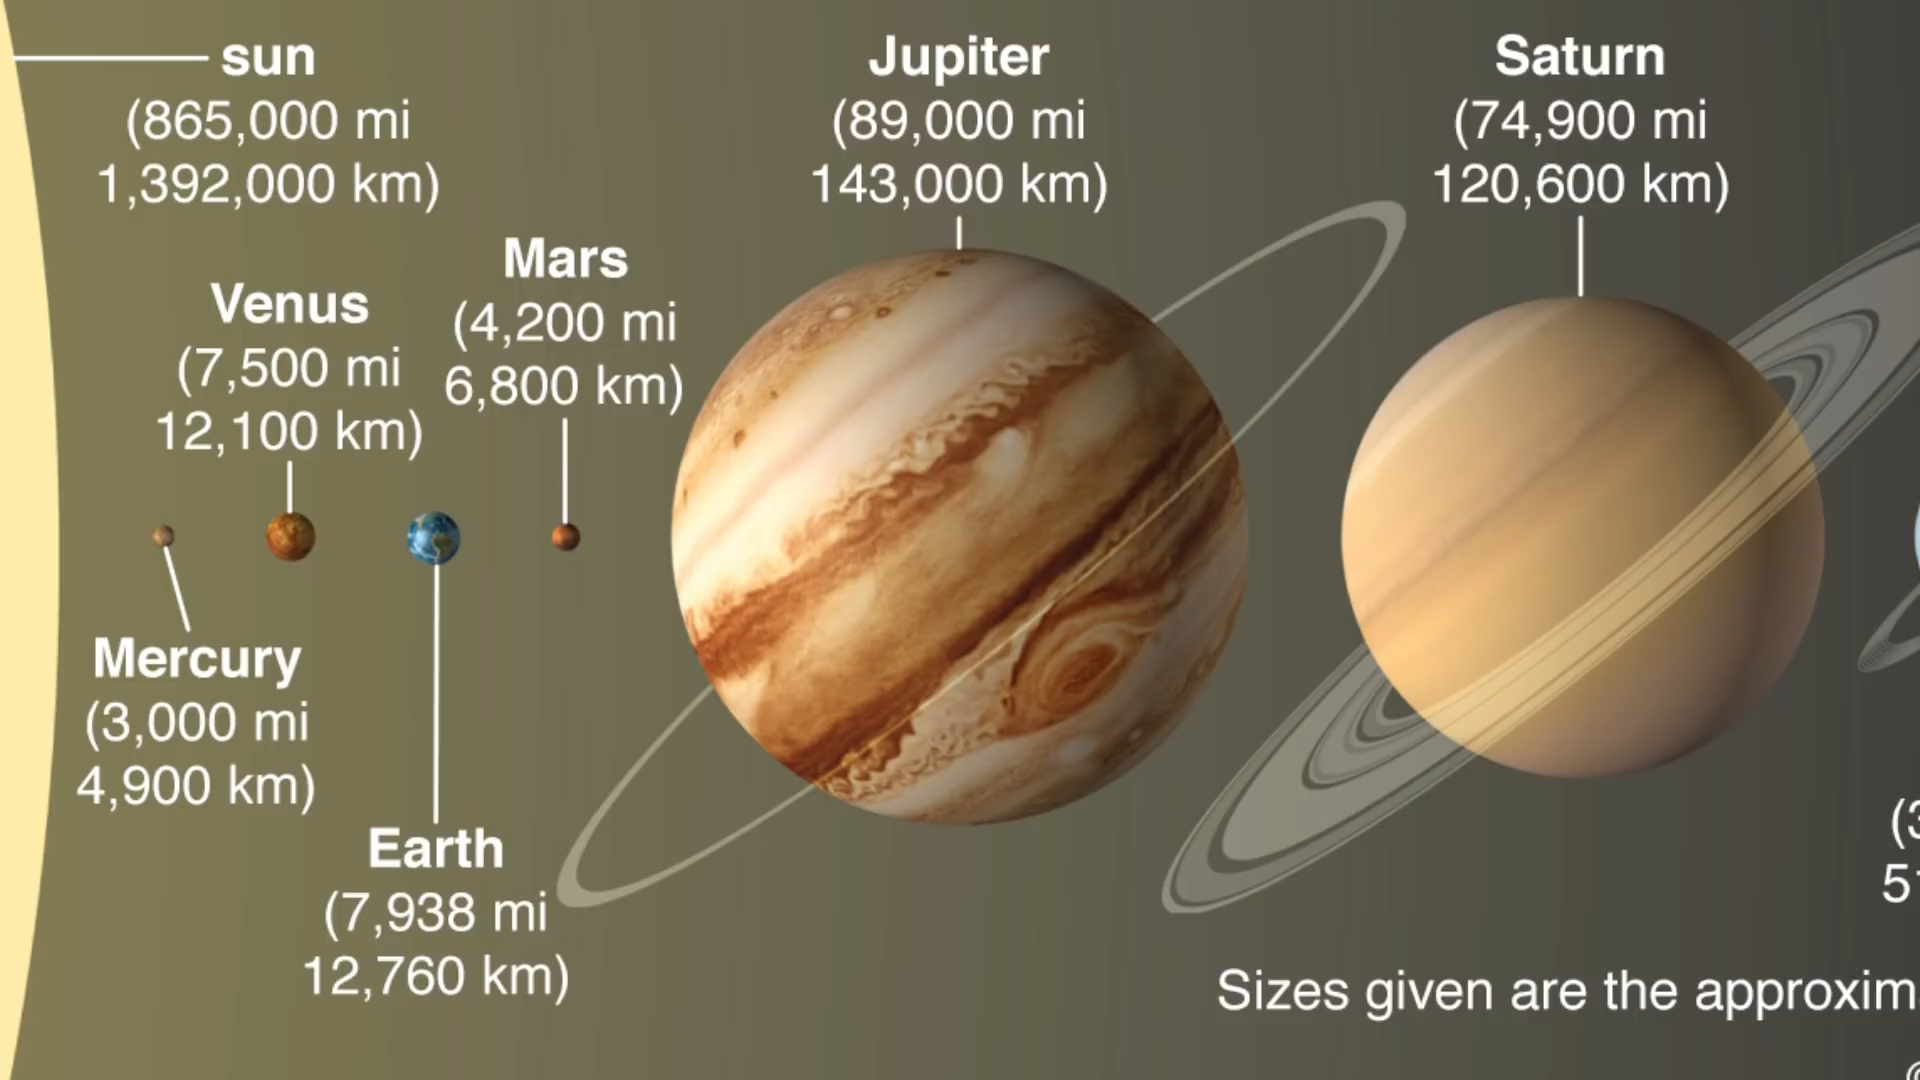 sun
(865,000 mi
1,392,000 km)
Venus
(7,500 mi
12,100 km)
Mars
(4,200 mi
6,800 km)
Mercury
(3,000 mi
4,900 km)
Earth
(7,938 mi
12,760 km)
Jupiter
(89,000 mi
143,000 km)
Saturn
(74,900 mi
120,600 km)
Sizes given are the approxim